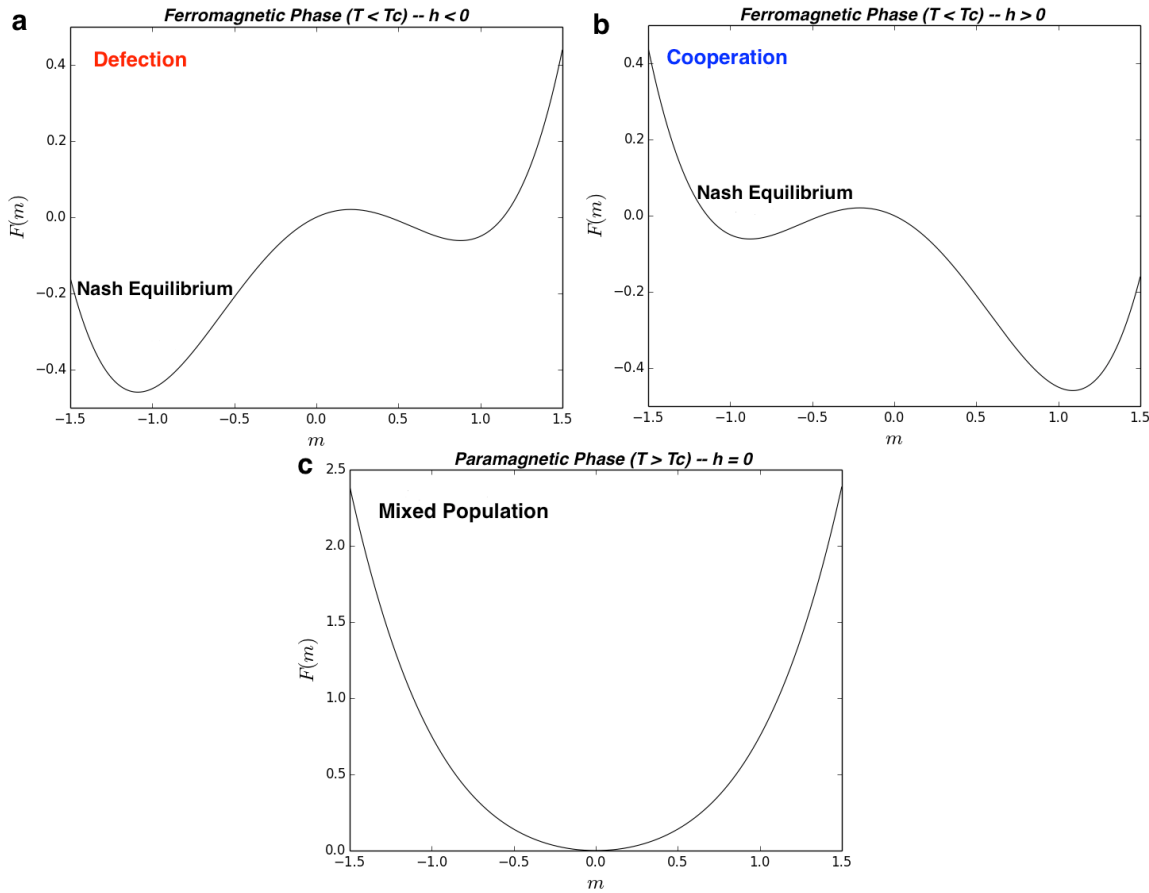 a
Ferromagnetic Phase (T < Tc) -- h < 0
Defection
Nash Equilibrium
0.4
0.2
0.0
−0.2
−0.4
F(m)
−1.5 −1.0 −0.5 0.0 0.5 1.0 1.5
m
b
Ferromagnetic Phase (T < Tc) -- h > 0
Cooperation
Nash Equilibrium
0.4
0.2
0.0
−0.2
−0.4
F(m)
−1.5 −1.0 −0.5 0.0 0.5 1.0 1.5
m
c
Paramagnetic Phase (T > Tc) -- h = 0
Mixed Population
2.5
2.0
1.5
1.0
0.5
0.0
F(m)
−1.5 −1.0 −0.5 0.0 0.5 1.0 1.5
m